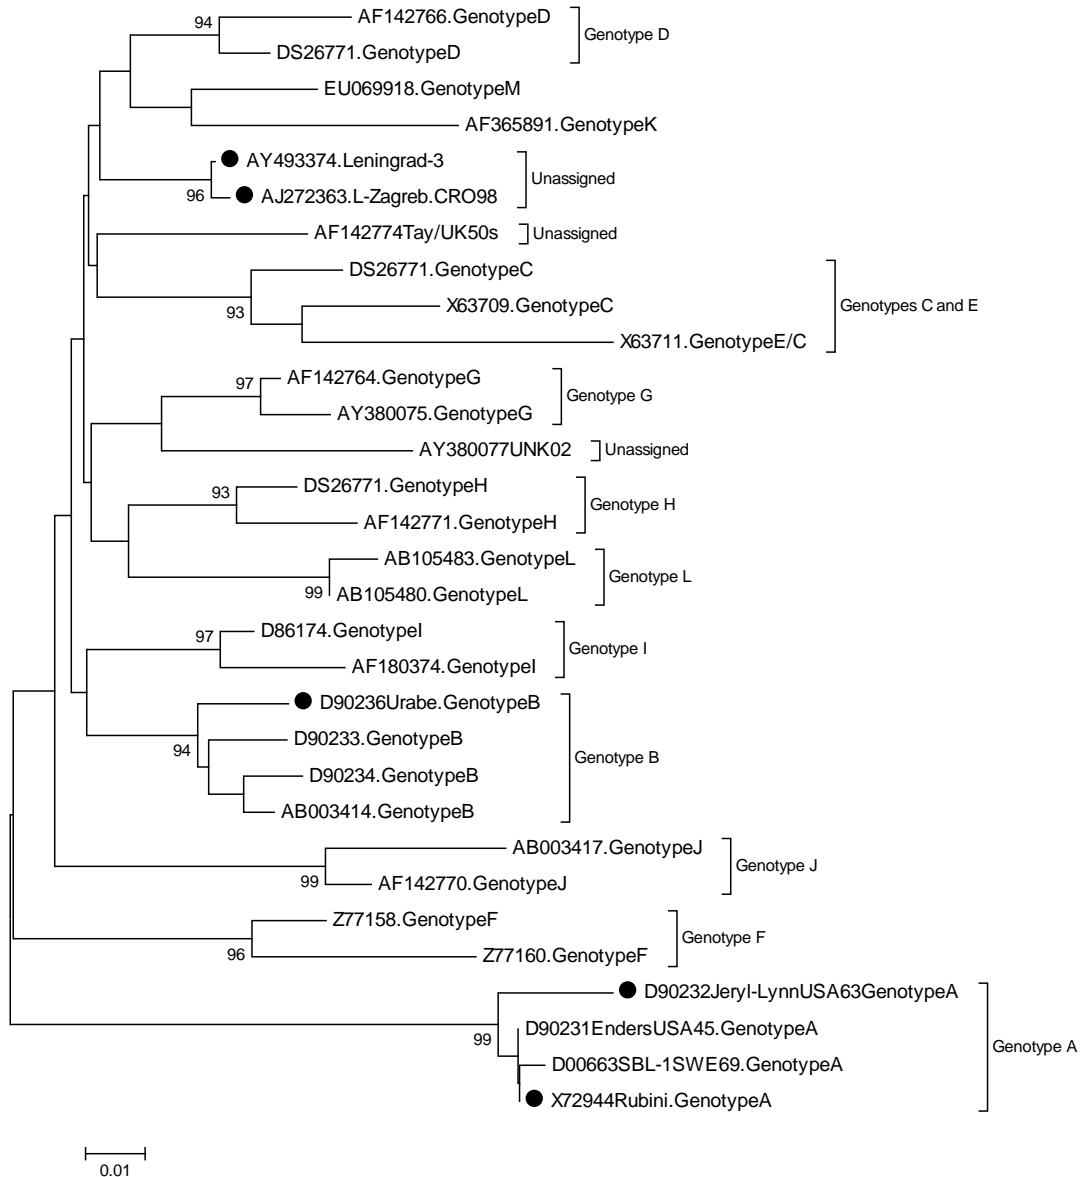 94
AF142766.GenotypeD
Genotype D
DS26771.GenotypeD
EU069918.GenotypeM
AF365891.GenotypeK
AY493374.Leningrad-3
Unassigned
96
AJ272363.L-Zagreb.CRO98
AF142774Tay/UK50s
Unassigned
DS26771.GenotypeC
93
X63709.GenotypeC
Genotypes C and E
X63711.GenotypeE/C
97
AF142764.GenotypeG
Genotype G
AY380075.GenotypeG
AY380077UNK02
Unassigned
93
DS26771.GenotypeH
Genotype H
AF142771.GenotypeH
AB105483.GenotypeL
Genotype L
99
AB105480.GenotypeL
97
D86174.GenotypeI
Genotype I
AF180374.GenotypeI
D90236Urabe.GenotypeB
94
D90233.GenotypeB
Genotype B
D90234.GenotypeB
AB003414.GenotypeB
AB003417.GenotypeJ
Genotype J
99
AF142770.GenotypeJ
Z77158.GenotypeF
Genotype F
96
Z77160.GenotypeF
D90232Jeryl-LynnUSA63GenotypeA
99
D90231EndersUSA45.GenotypeA
Genotype A
D00663SBL-1SWE69.GenotypeA
X72944Rubini.GenotypeA
0.01